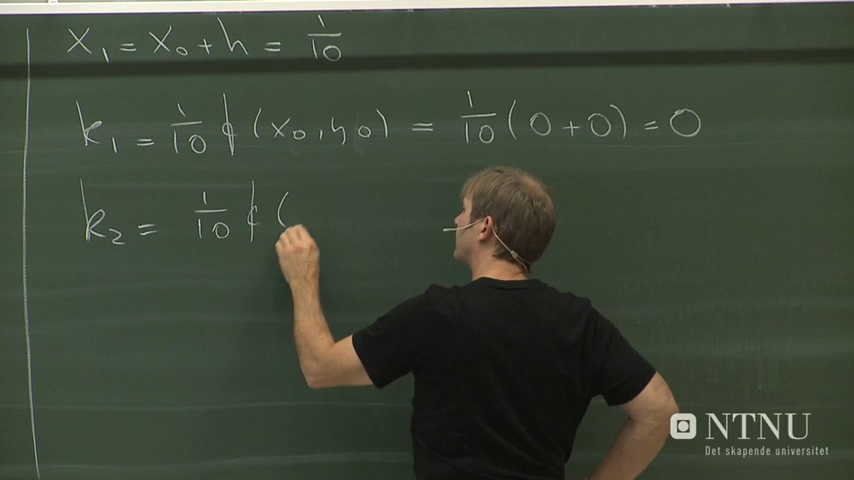 x₁ = x₀ + h = 1/10
k₁ = 1/10 f(x₀, y₀) = 1/10 (0 + 0) = 0
k₂ = 1/10 f(
NTNU
Det skapende universitet